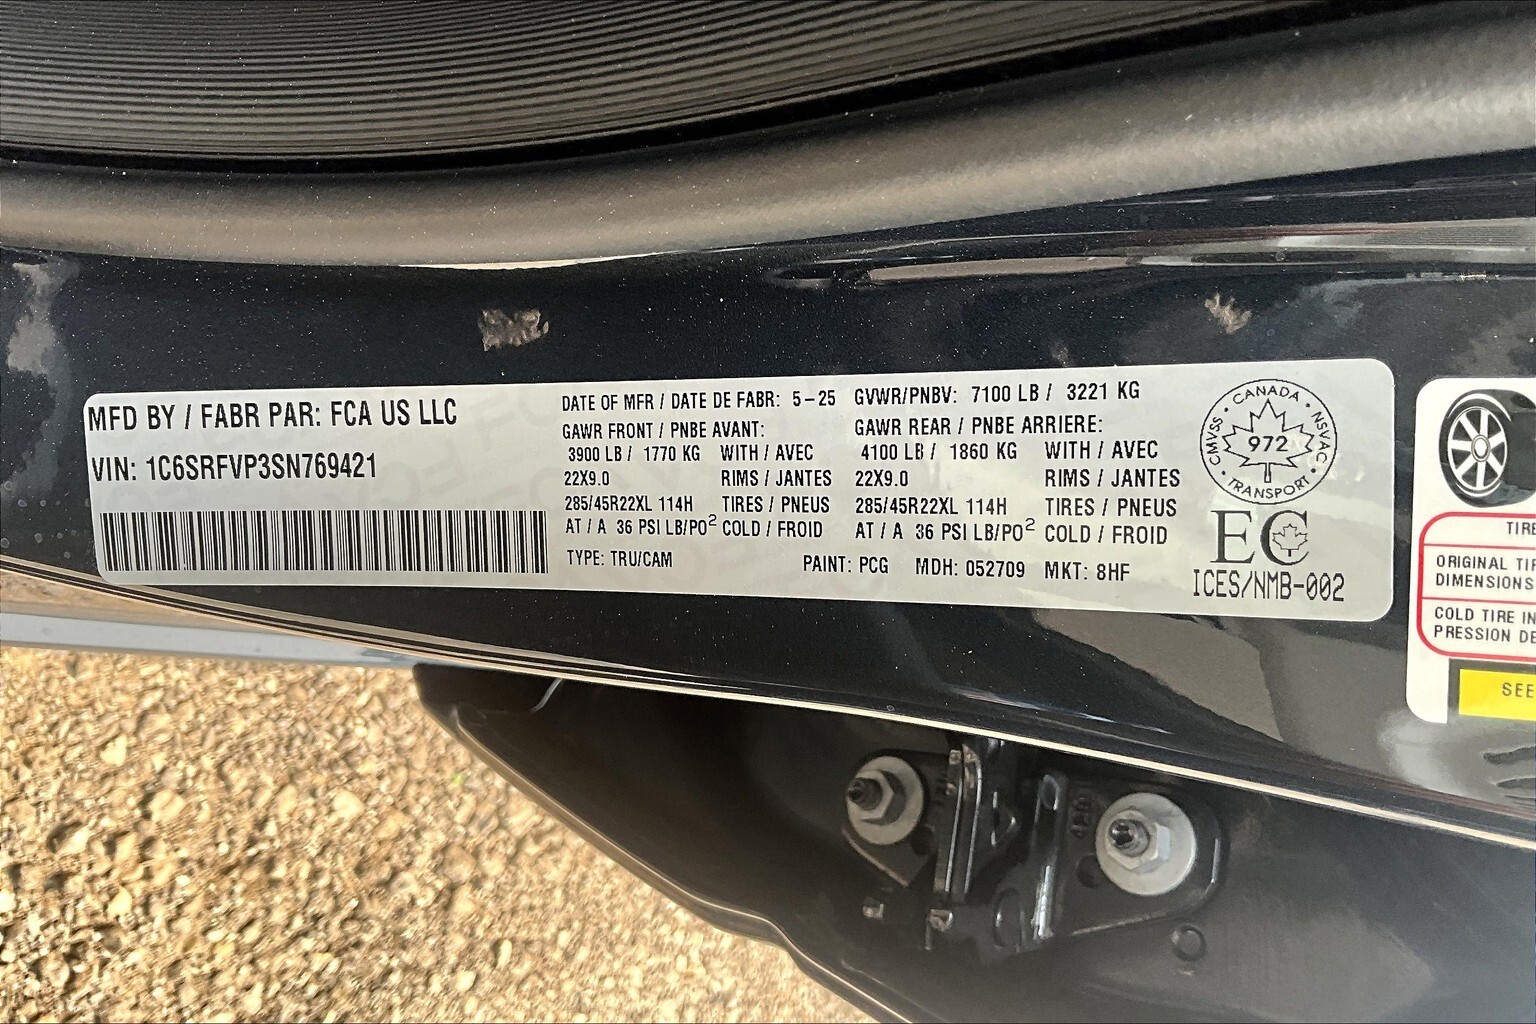 MFD BY / FABR PAR: FCA US LLC
VIN: 1C6SRFVP3SN769421
DATE OF MFR / DATE DE FABR: 5-25 GVWR/PNBV: 7100 LB / 3221 KG
GAWR FRONT / PNBE AVANT: GAWR REAR / PNBE ARRIERE:
3900 LB / 1770 KG WITH / AVEC 4100 LB / 1860 KG WITH / AVEC
22X9.0 RIMS / JANTES 22X9.0 RIMS / JANTES
285/45R22XL 114H TIRES / PNEUS 285/45R22XL 114H TIRES / PNEUS
AT / A 36 PSI LB/PO² COLD / FROID AT / A 36 PSI LB/PO² COLD / FROID
TYPE: TRU/CAM PAINT: PCG MDH: 052709 MKT: 8HF
CANADA · NSVAC · TRANSPORT · CMVSS ·
972
EC
ICES/NMB-002
TIRE
ORIGINAL TIR
DIMENSIONS
COLD TIRE IN
PRESSION DE
SEE